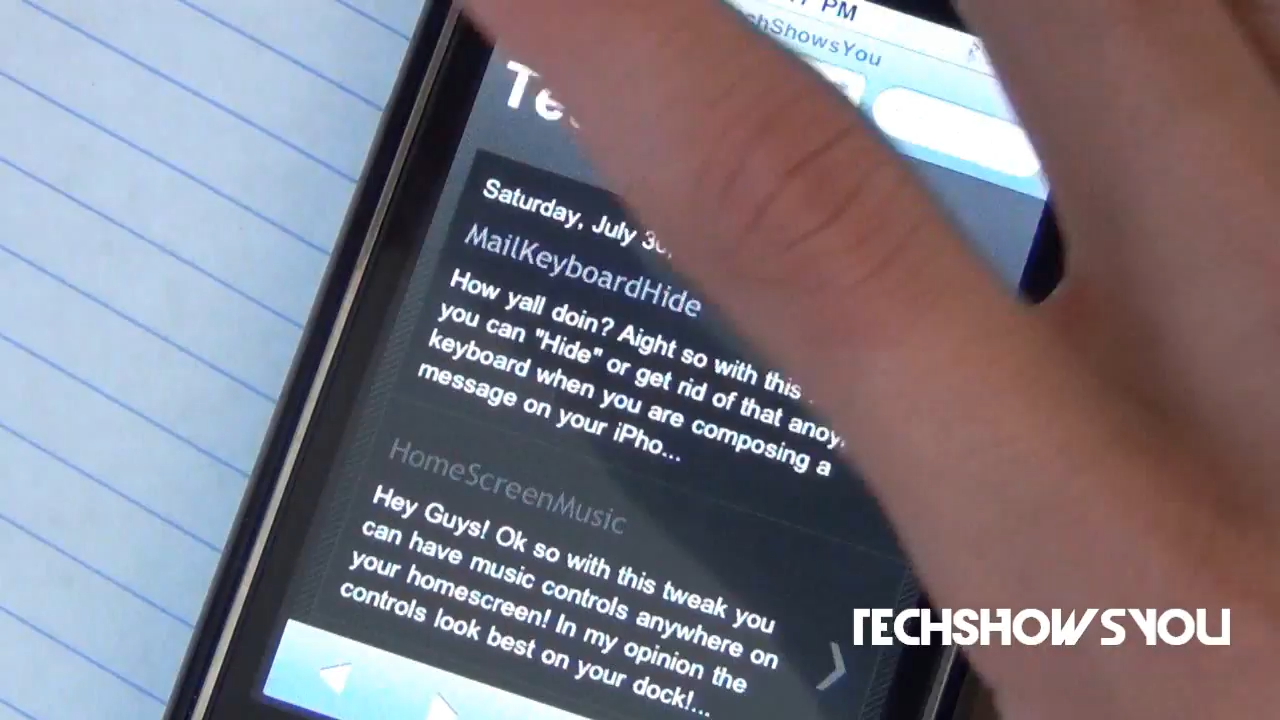 PM
TechShowsYou
Saturday, July 30,
MailKeyboardHide
How yall doin? Aight so with this
you can "Hide" or get rid of that
keyboard when you are composing a
message on your iPho...
HomeScreenMusic
Hey Guys! Ok so with this tweak you
can have music controls anywhere on
your homescreen! In my opinion the
controls look best on your dock!...
TECHSHOWSYOU